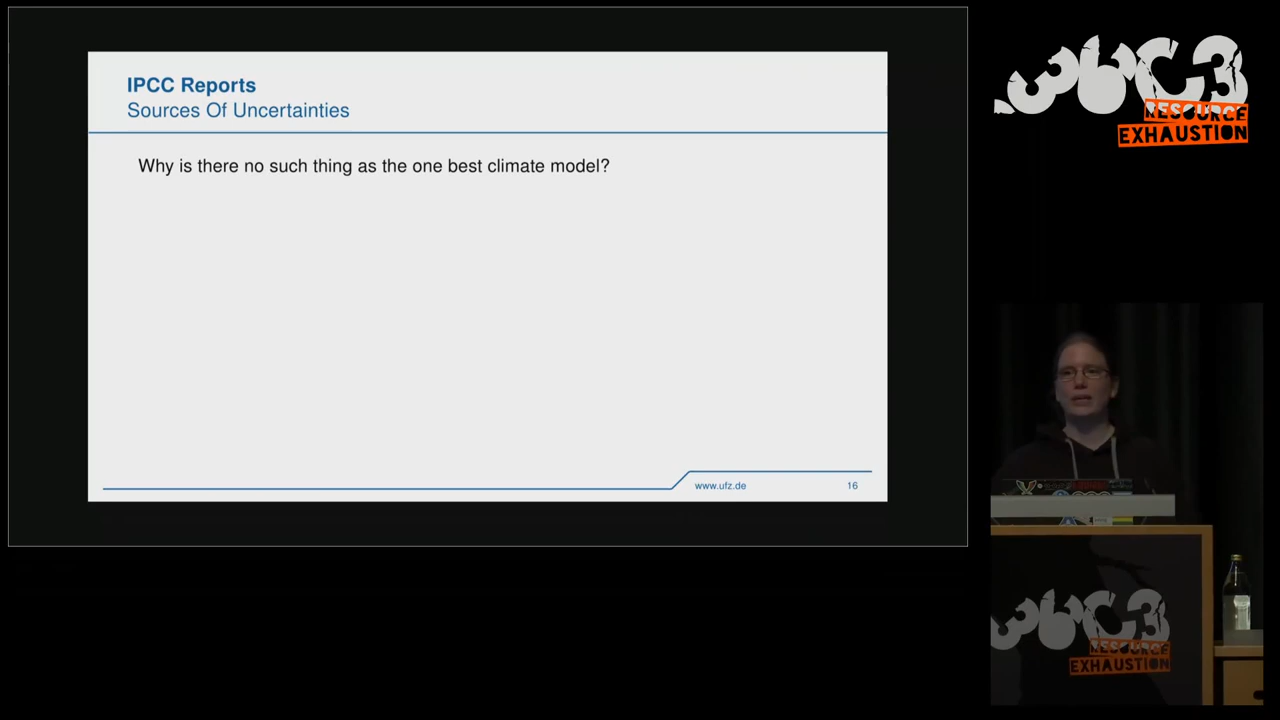 IPCC Reports
Sources Of Uncertainties
Why is there no such thing as the one best climate model?
www.ufz.de
16
36C3
RESOURCE
EXHAUSTION
36C3
RESOURCE
EXHAUSTION